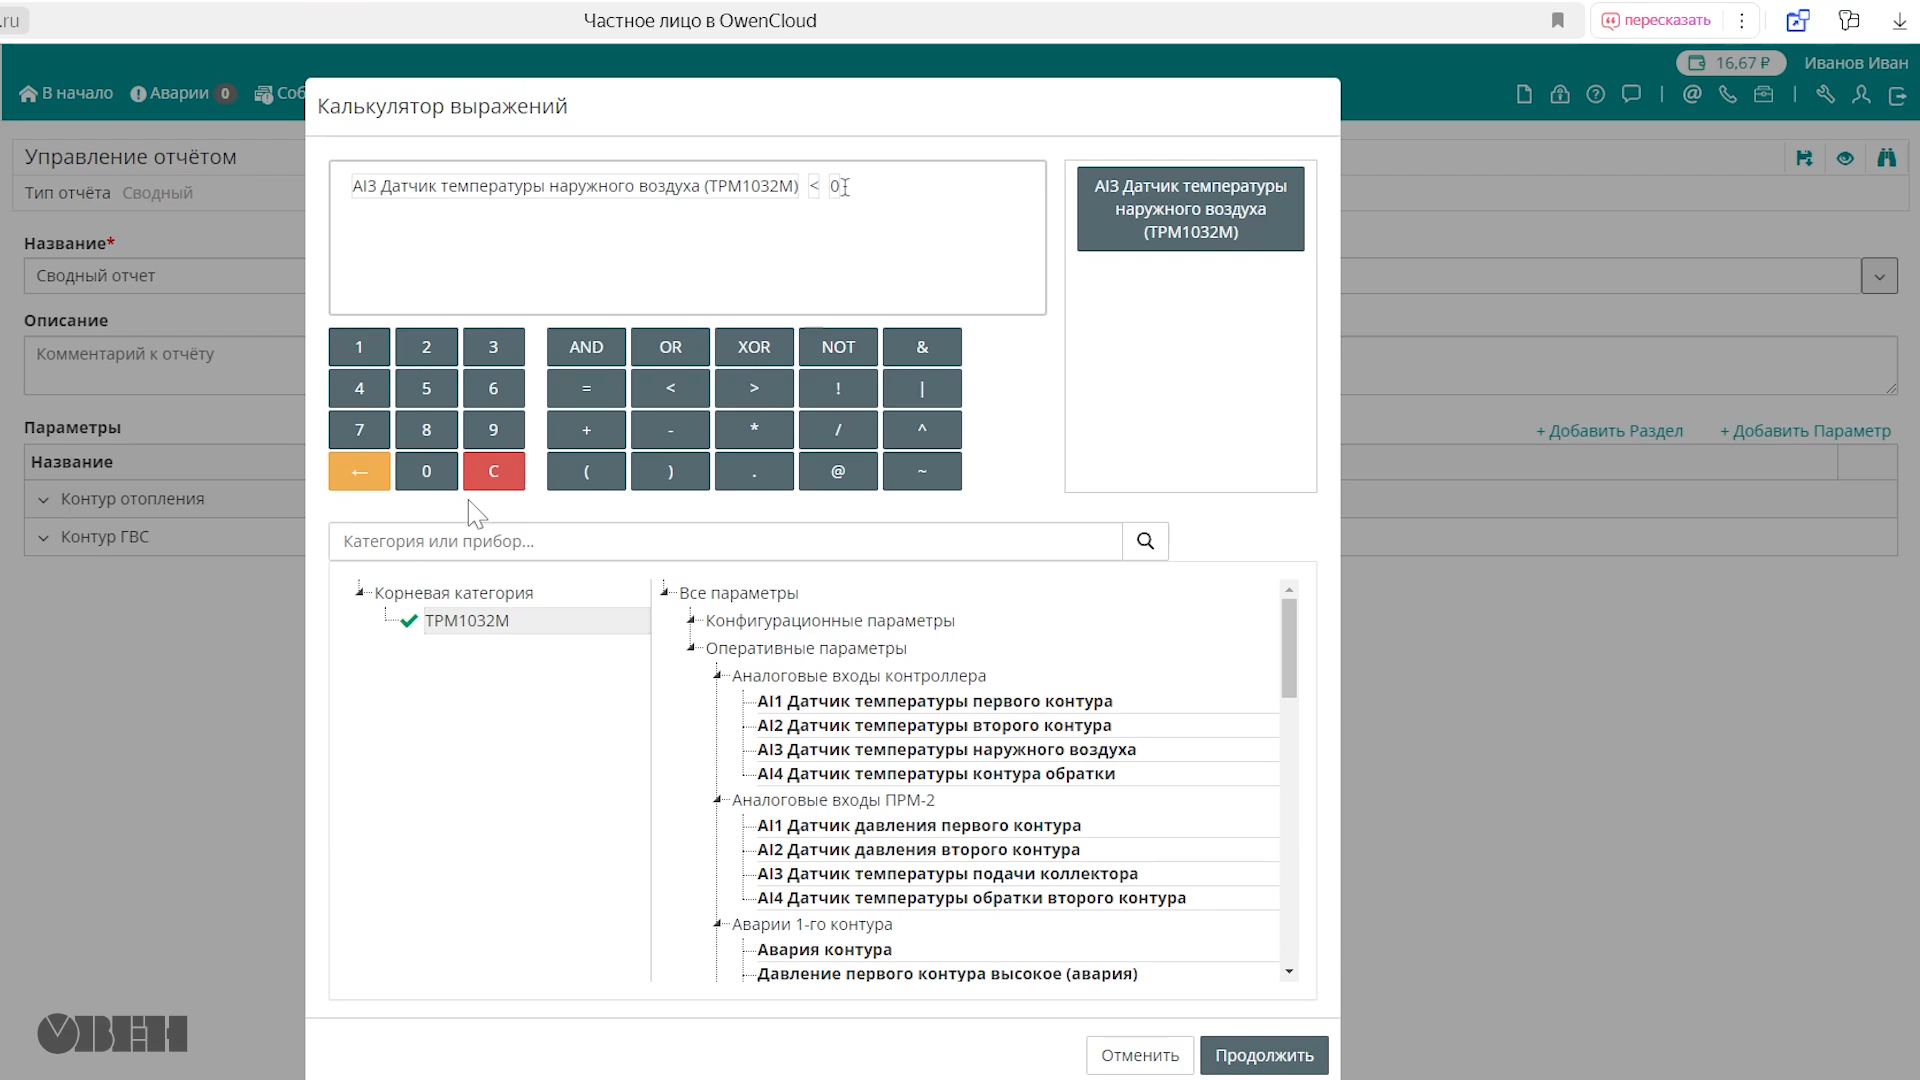 .ru
Частное лицо в OwenCloud
пересказать
16,67 ₽
Иванов Иван
В начало
Аварии 0
Соб
Управление отчётом
Тип отчёта Сводный
Название*
Сводный отчет
Описание
Комментарий к отчёту
Параметры
+ Добавить Раздел
+ Добавить Параметр
Название
Контур отопления
Контур ГВС
ОВЕН
Калькулятор выражений
AI3 Датчик температуры наружного воздуха (ТРМ1032М) < 0
AI3 Датчик температуры
наружного воздуха
(ТРМ1032М)
1 2 3 AND OR XOR NOT &
4 5 6 = < > ! |
7 8 9 + - * / ^
← 0 C ( ) . @ ~
Категория или прибор...
Корневая категория
ТРМ1032М
Все параметры
Конфигурационные параметры
Оперативные параметры
Аналоговые входы контроллера
AI1 Датчик температуры первого контура
AI2 Датчик температуры второго контура
AI3 Датчик температуры наружного воздуха
AI4 Датчик температуры контура обратки
Аналоговые входы ПРМ-2
AI1 Датчик давления первого контура
AI2 Датчик давления второго контура
AI3 Датчик температуры подачи коллектора
AI4 Датчик температуры обратки второго контура
Аварии 1-го контура
Авария контура
Давление первого контура высокое (авария)
Отменить
Продолжить